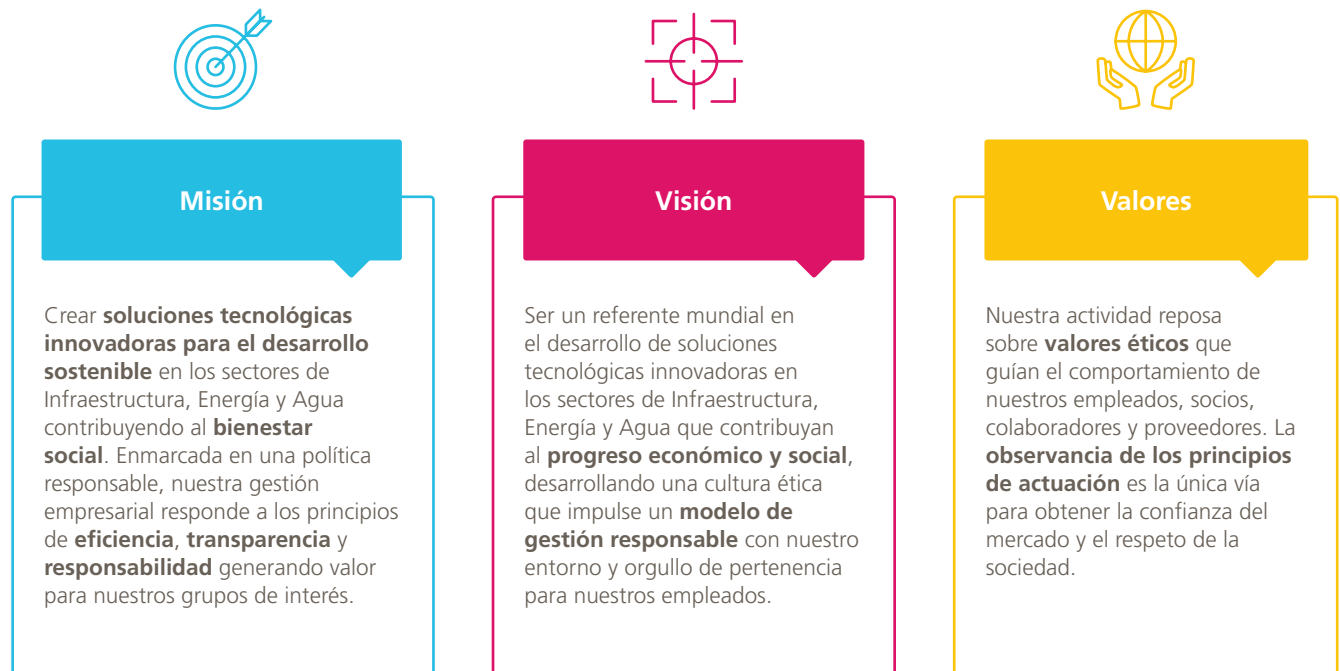 Misión
Crear soluciones tecnológicas
innovadoras para el desarrollo
sostenible en los sectores de
Infraestructura, Energía y Agua
contribuyendo al bienestar
social. Enmarcada en una política
responsable, nuestra gestión
empresarial responde a los principios
de eficiencia, transparencia y
responsabilidad generando valor
para nuestros grupos de interés.
Visión
Ser un referente mundial en
el desarrollo de soluciones
tecnológicas innovadoras en
los sectores de Infraestructura,
Energía y Agua que contribuyan
al progreso económico y social,
desarrollando una cultura ética
que impulse un modelo de
gestión responsable con nuestro
entorno y orgullo de pertenencia
para nuestros empleados.
Valores
Nuestra actividad reposa
sobre valores éticos que
guían el comportamiento de
nuestros empleados, socios,
colaboradores y proveedores. La
observancia de los principios
de actuación es la única vía
para obtener la confianza del
mercado y el respeto de la
sociedad.